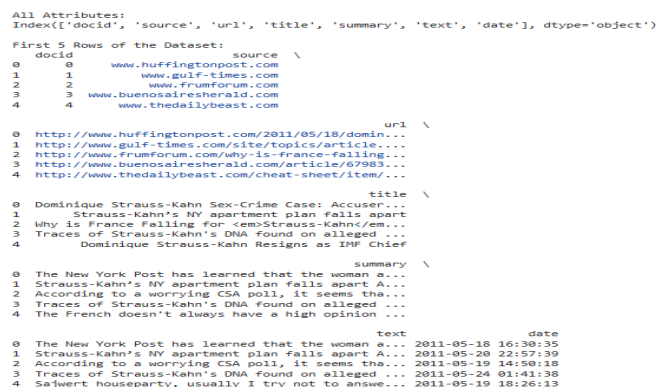 All Attributes:
Index(['docid', 'source', 'url', 'title', 'summary', 'text', 'date'], dtype='object')
First 5 Rows of the Dataset:
docid source \
0 0 www.huffingtonpost.com
1 1 www.gulf-times.com
2 2 www.frumforum.com
3 3 www.buenosairesherald.com
4 4 www.thedailybeast.com
url \
0 http://www.huffingtonpost.com/2011/05/18/domin...
1 http://www.gulf-times.com/site/topics/article....
2 http://www.frumforum.com/why-is-france-falling...
3 http://www.buenosairesherald.com/article/67983...
4 http://www.thedailybeast.com/cheat-sheet/item/...
title \
0 Dominique Strauss-Kahn Sex-Crime Case: Accuser...
1 Strauss-Kahn’s NY apartment plan falls apart
2 Why is France Falling for <em>Strauss-Kahn</em...
3 Traces of Strauss-Kahn's DNA found on alleged ...
4 Dominique Strauss-Kahn Resigns as IMF Chief
summary \
0 The New York Post has learned that the woman a...
1 Strauss-Kahn’s NY apartment plan falls apart A...
2 According to a worrying CSA poll, it seems tha...
3 Traces of Strauss-Kahn's DNA found on alleged ...
4 The French doesn't always have a high opinion ...
text date
0 The New York Post has learned that the woman a... 2011-05-18 16:30:35
1 Strauss-Kahn’s NY apartment plan falls apart A... 2011-05-20 22:57:39
2 According to a worrying CSA poll, it seems tha... 2011-05-19 14:50:18
3 Traces of Strauss-Kahn's DNA found on alleged ... 2011-05-24 01:41:38
4 Sajwert houseparty, usually I try not to answe... 2011-05-19 18:26:13